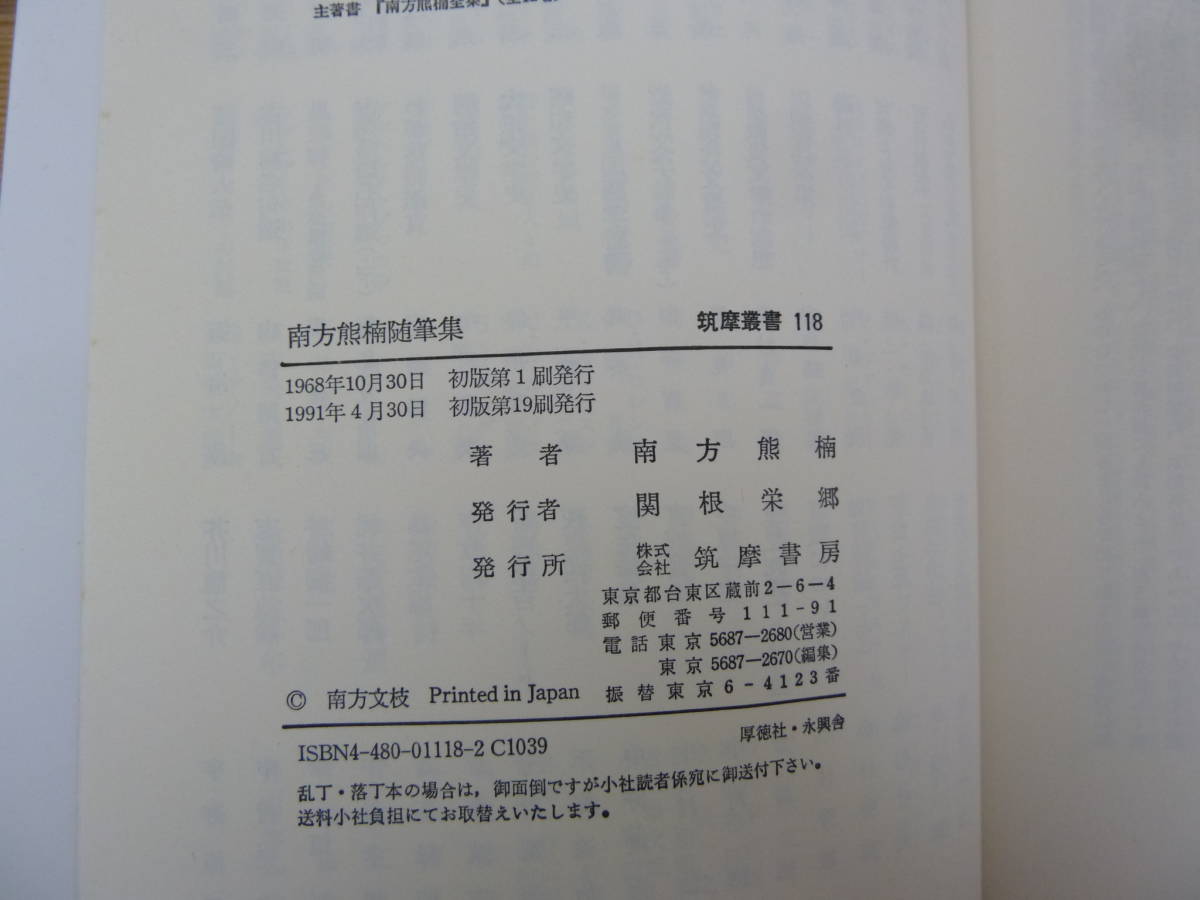 主著書 『南方熊楠全集』
南方熊楠随筆集 筑摩叢書 118
1968年10月30日 初版第1刷発行
1991年4月30日 初版第19刷発行
著者 南方熊楠
発行者 関根栄郷
発行所 株式会社 筑摩書房
東京都台東区蔵前2-6-4
郵便番号 111-91
電話 東京 5687—2680(営業)
東京 5687—2670(編集)
© 南方文枝 Printed in Japan 振替東京6-4123番
ISBN4-480-01118-2 C1039 厚徳社・永興舎
乱丁・落丁本の場合は，御面倒ですが小社読者係宛に御送付下さい。
送料小社負担にてお取替えいたします。